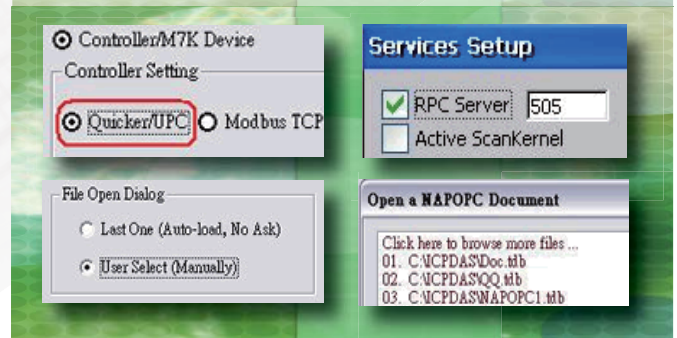 Controller/M7K Device
Controller Setting
Quicker/UPC Modbus TCP
Services Setup
RPC Server 505
Active ScanKernel
File Open Dialog
Last One (Auto-load, No Ask)
User Select (Manually)
Open a NAPOPC Document
Click here to browse more files ...
01. C:\ICPDAS\Doc.tdb
02. C:\ICPDAS\QQ.tdb
03. C:\ICPDAS\NAPOPC1.tdb